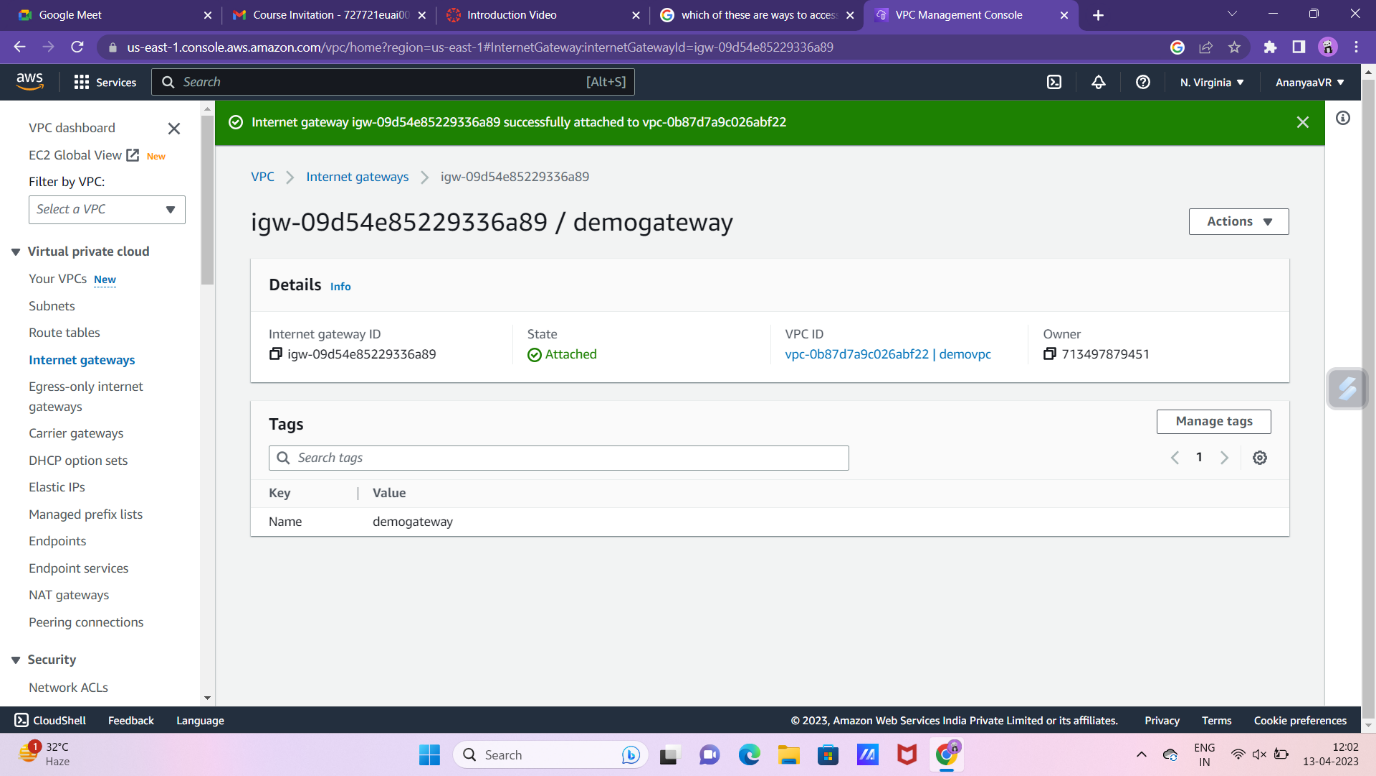 Google Meet
Course Invitation - 727721euai00
Introduction Video
which of these are ways to acces
VPC Management Console
us-east-1.console.aws.amazon.com/vpc/home?region=us-east-1#InternetGateway:internetGatewayId=igw-09d54e85229336a89
aws
Services
Search
[Alt+S]
N. Virginia
AnanyaaVR
VPC dashboard
EC2 Global View New
Filter by VPC:
Select a VPC
Virtual private cloud
Your VPCs New
Subnets
Route tables
Internet gateways
Egress-only internet
gateways
Carrier gateways
DHCP option sets
Elastic IPs
Managed prefix lists
Endpoints
Endpoint services
NAT gateways
Peering connections
Security
Network ACLs
Internet gateway igw-09d54e85229336a89 successfully attached to vpc-0b87d7a9c026abf22
VPC > Internet gateways > igw-09d54e85229336a89
igw-09d54e85229336a89 / demogateway
Actions
Details Info
Internet gateway ID
igw-09d54e85229336a89
State
Attached
VPC ID
vpc-0b87d7a9c026abf22 | demovpc
Owner
713497879451
Tags
Manage tags
Search tags
1
Key
Value
Name
demogateway
CloudShell
Feedback
Language
© 2023, Amazon Web Services India Private Limited or its affiliates.
Privacy
Terms
Cookie preferences
1
32°C
Haze
Search
ENG
IN
12:02
13-04-2023